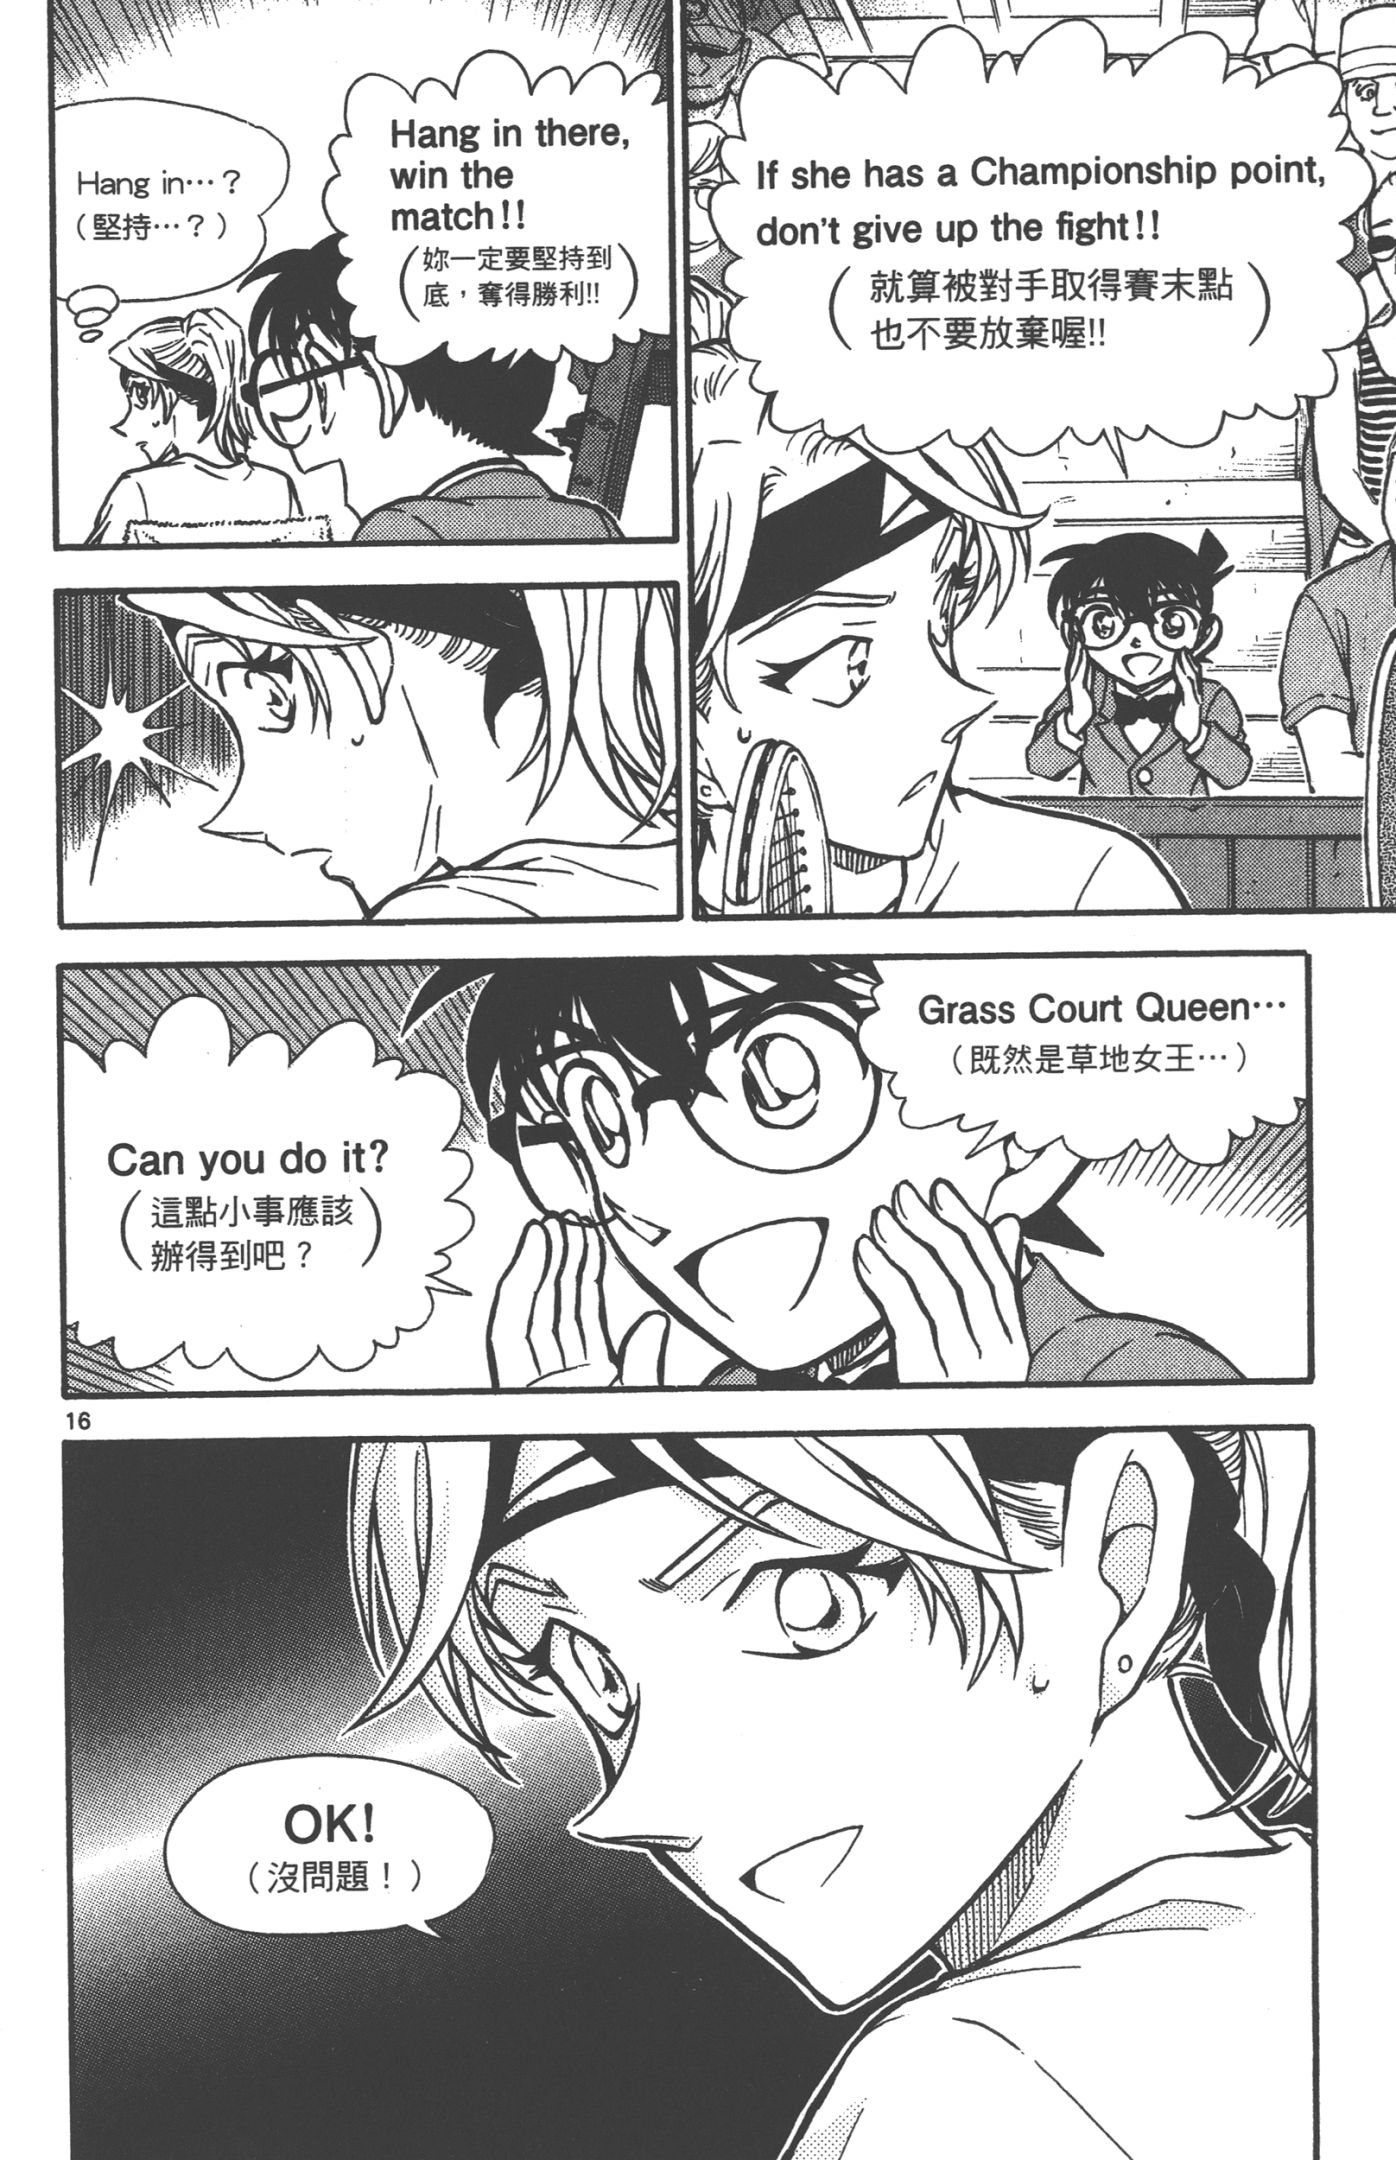 If she has a Championship point,
don't give up the fight!!
(就算被對手取得賽末點
也不要放棄喔!!)
Hang in there,
win the
match!!
(妳一定要堅持到
底，奪得勝利!!)
Hang in…？
(堅持…？)
Grass Court Queen…
(既然是草地女王…)
Can you do it?
(這點小事應該
辦得到吧？)
16
OK!
(沒問題！)